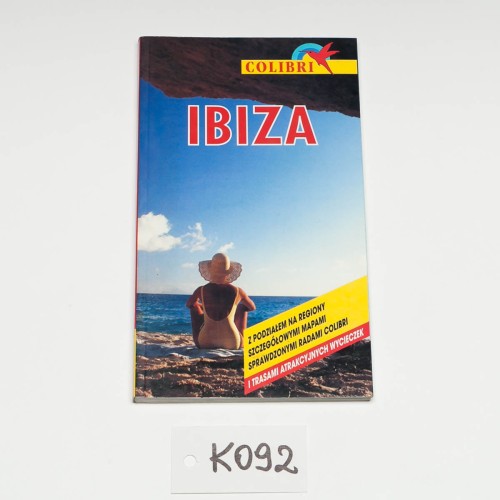 COLIBRI
IBIZA
Z PODZIAŁEM NA REGIONY
SZCZEGÓŁOWYMI MAPAMI
SPRAWDZONYMI RADAMI COLIBRI
I TRASAMI ATRAKCYJNYCH WYCIECZEK
K092